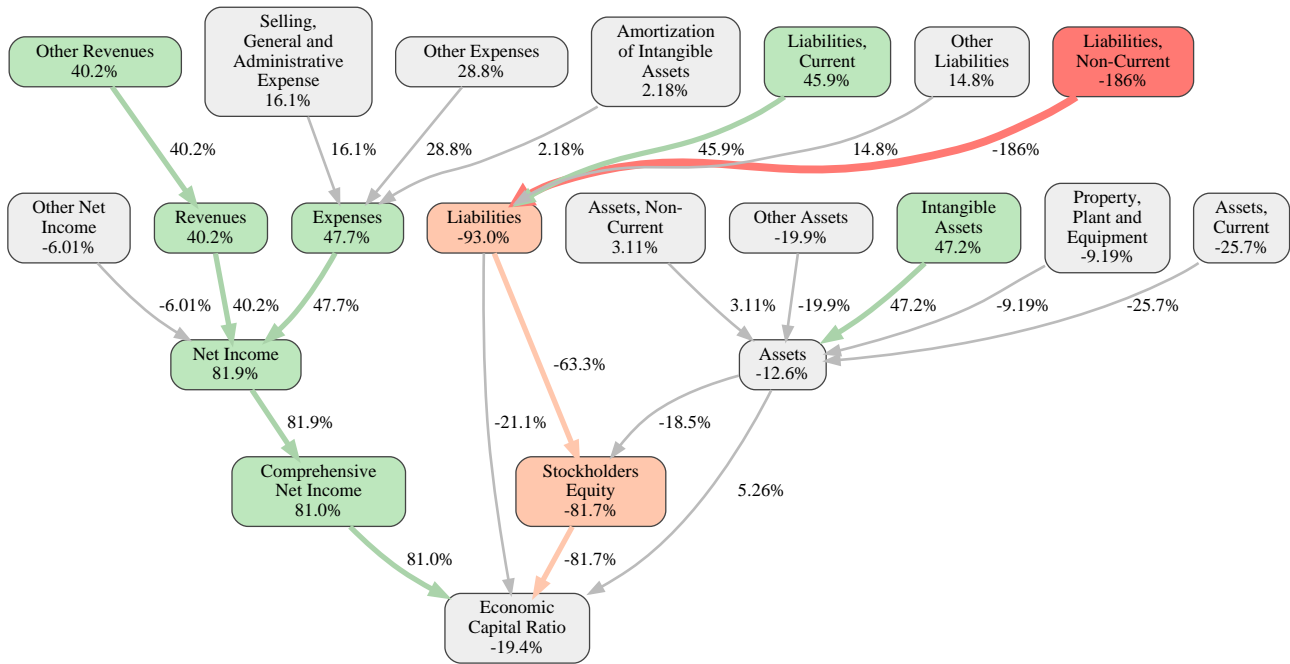 Other Revenues
40.2%
Selling,
General and
Administrative
Expense
16.1%
Other Expenses
28.8%
Amortization
of Intangible
Assets
2.18%
Liabilities,
Current
45.9%
Other
Liabilities
14.8%
Liabilities,
Non-Current
-186%
40.2%
16.1%
28.8%
2.18%
45.9%
14.8%
-186%
Other Net
Income
-6.01%
Revenues
40.2%
Expenses
47.7%
Liabilities
-93.0%
Assets, Non-
Current
3.11%
Other Assets
-19.9%
Intangible
Assets
47.2%
Property,
Plant and
Equipment
-9.19%
Assets,
Current
-25.7%
-6.01%
40.2%
47.7%
3.11%
-19.9%
47.2%
-9.19%
-25.7%
Net Income
81.9%
-63.3%
Assets
-12.6%
81.9%
-21.1%
-18.5%
Comprehensive
Net Income
81.0%
Stockholders
Equity
-81.7%
5.26%
81.0%
-81.7%
Economic
Capital Ratio
-19.4%